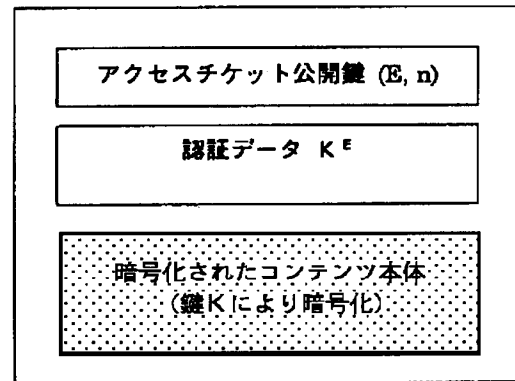 アクセスチケット公開鍵 (E, n)
認証データ K^E
暗号化されたコンテンツ本体
(鍵Kにより暗号化)